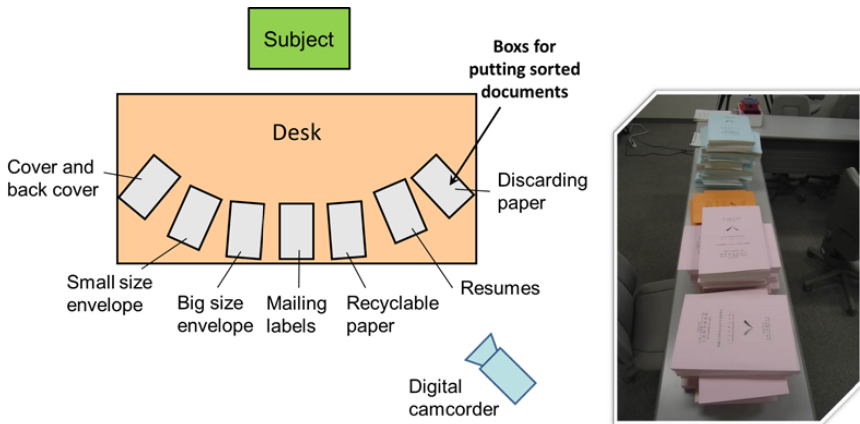 Subject
Boxs for
putting sorted
documents
Desk
Cover and
back cover
Discarding
paper
Small size
envelope
Big size
envelope
Mailing
labels
Recyclable
paper
Resumes
Digital
camcorder